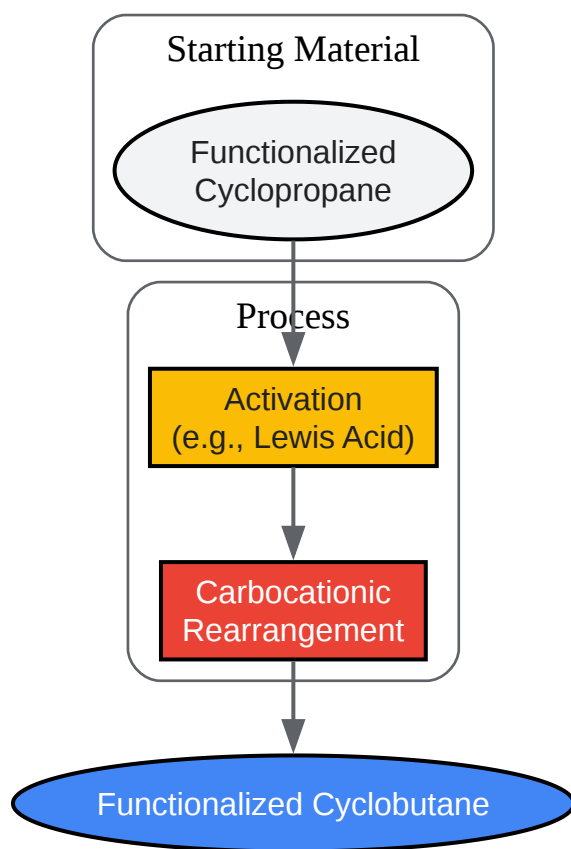 Starting Material
Functionalized
Cyclopropane
Process
Activation
(e.g., Lewis Acid)
Carbocationic
Rearrangement
Functionalized Cyclobutane